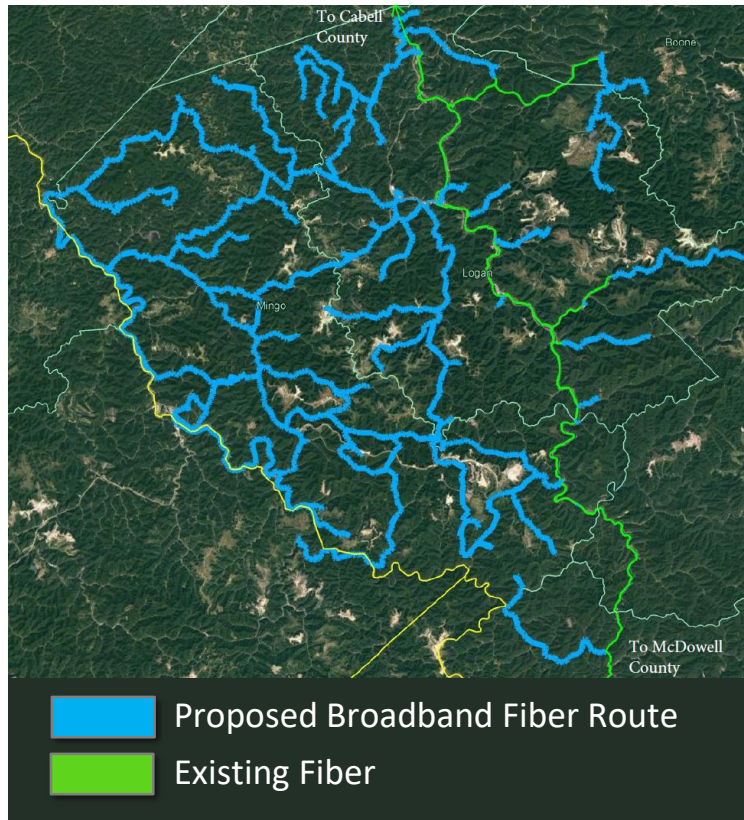 To Cabell
County
Boone
Logan
Mingo
To McDowell
County
Proposed Broadband Fiber Route
Existing Fiber